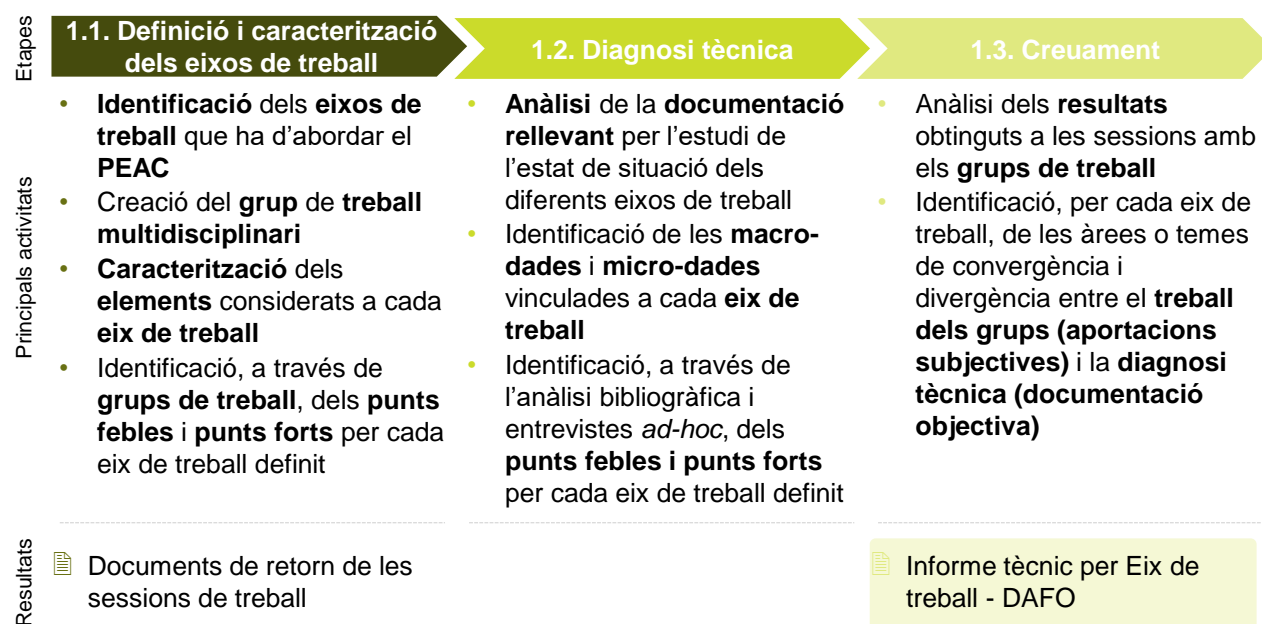 Etapes
1.1. Definició i caracterització
dels eixos de treball
1.2. Diagnosi tècnica
1.3. Creuament
Principals activitats
• Identificació dels eixos de
treball que ha d’abordar el
PEAC
• Creació del grup de treball
multidisciplinari
• Caracterització dels
elements considerats a cada
eix de treball
• Identificació, a través de
grups de treball, dels punts
febles i punts forts per cada
eix de treball definit
• Anàlisi de la documentació
rellevant per l’estudi de
l’estat de situació dels
diferents eixos de treball
• Identificació de les macro-
dades i micro-dades
vinculades a cada eix de
treball
• Identificació, a través de
l’anàlisi bibliogràfica i
entrevistes ad-hoc, dels
punts febles i punts forts
per cada eix de treball definit
• Anàlisi dels resultats
obtinguts a les sessions amb
els grups de treball
• Identificació, per cada eix de
treball, de les àrees o temes
de convergència i
divergència entre el treball
dels grups (aportacions
subjectives) i la diagnosi
tècnica (documentació
objectiva)
Resultats
Documents de retorn de les
sessions de treball
Informe tècnic per Eix de
treball - DAFO